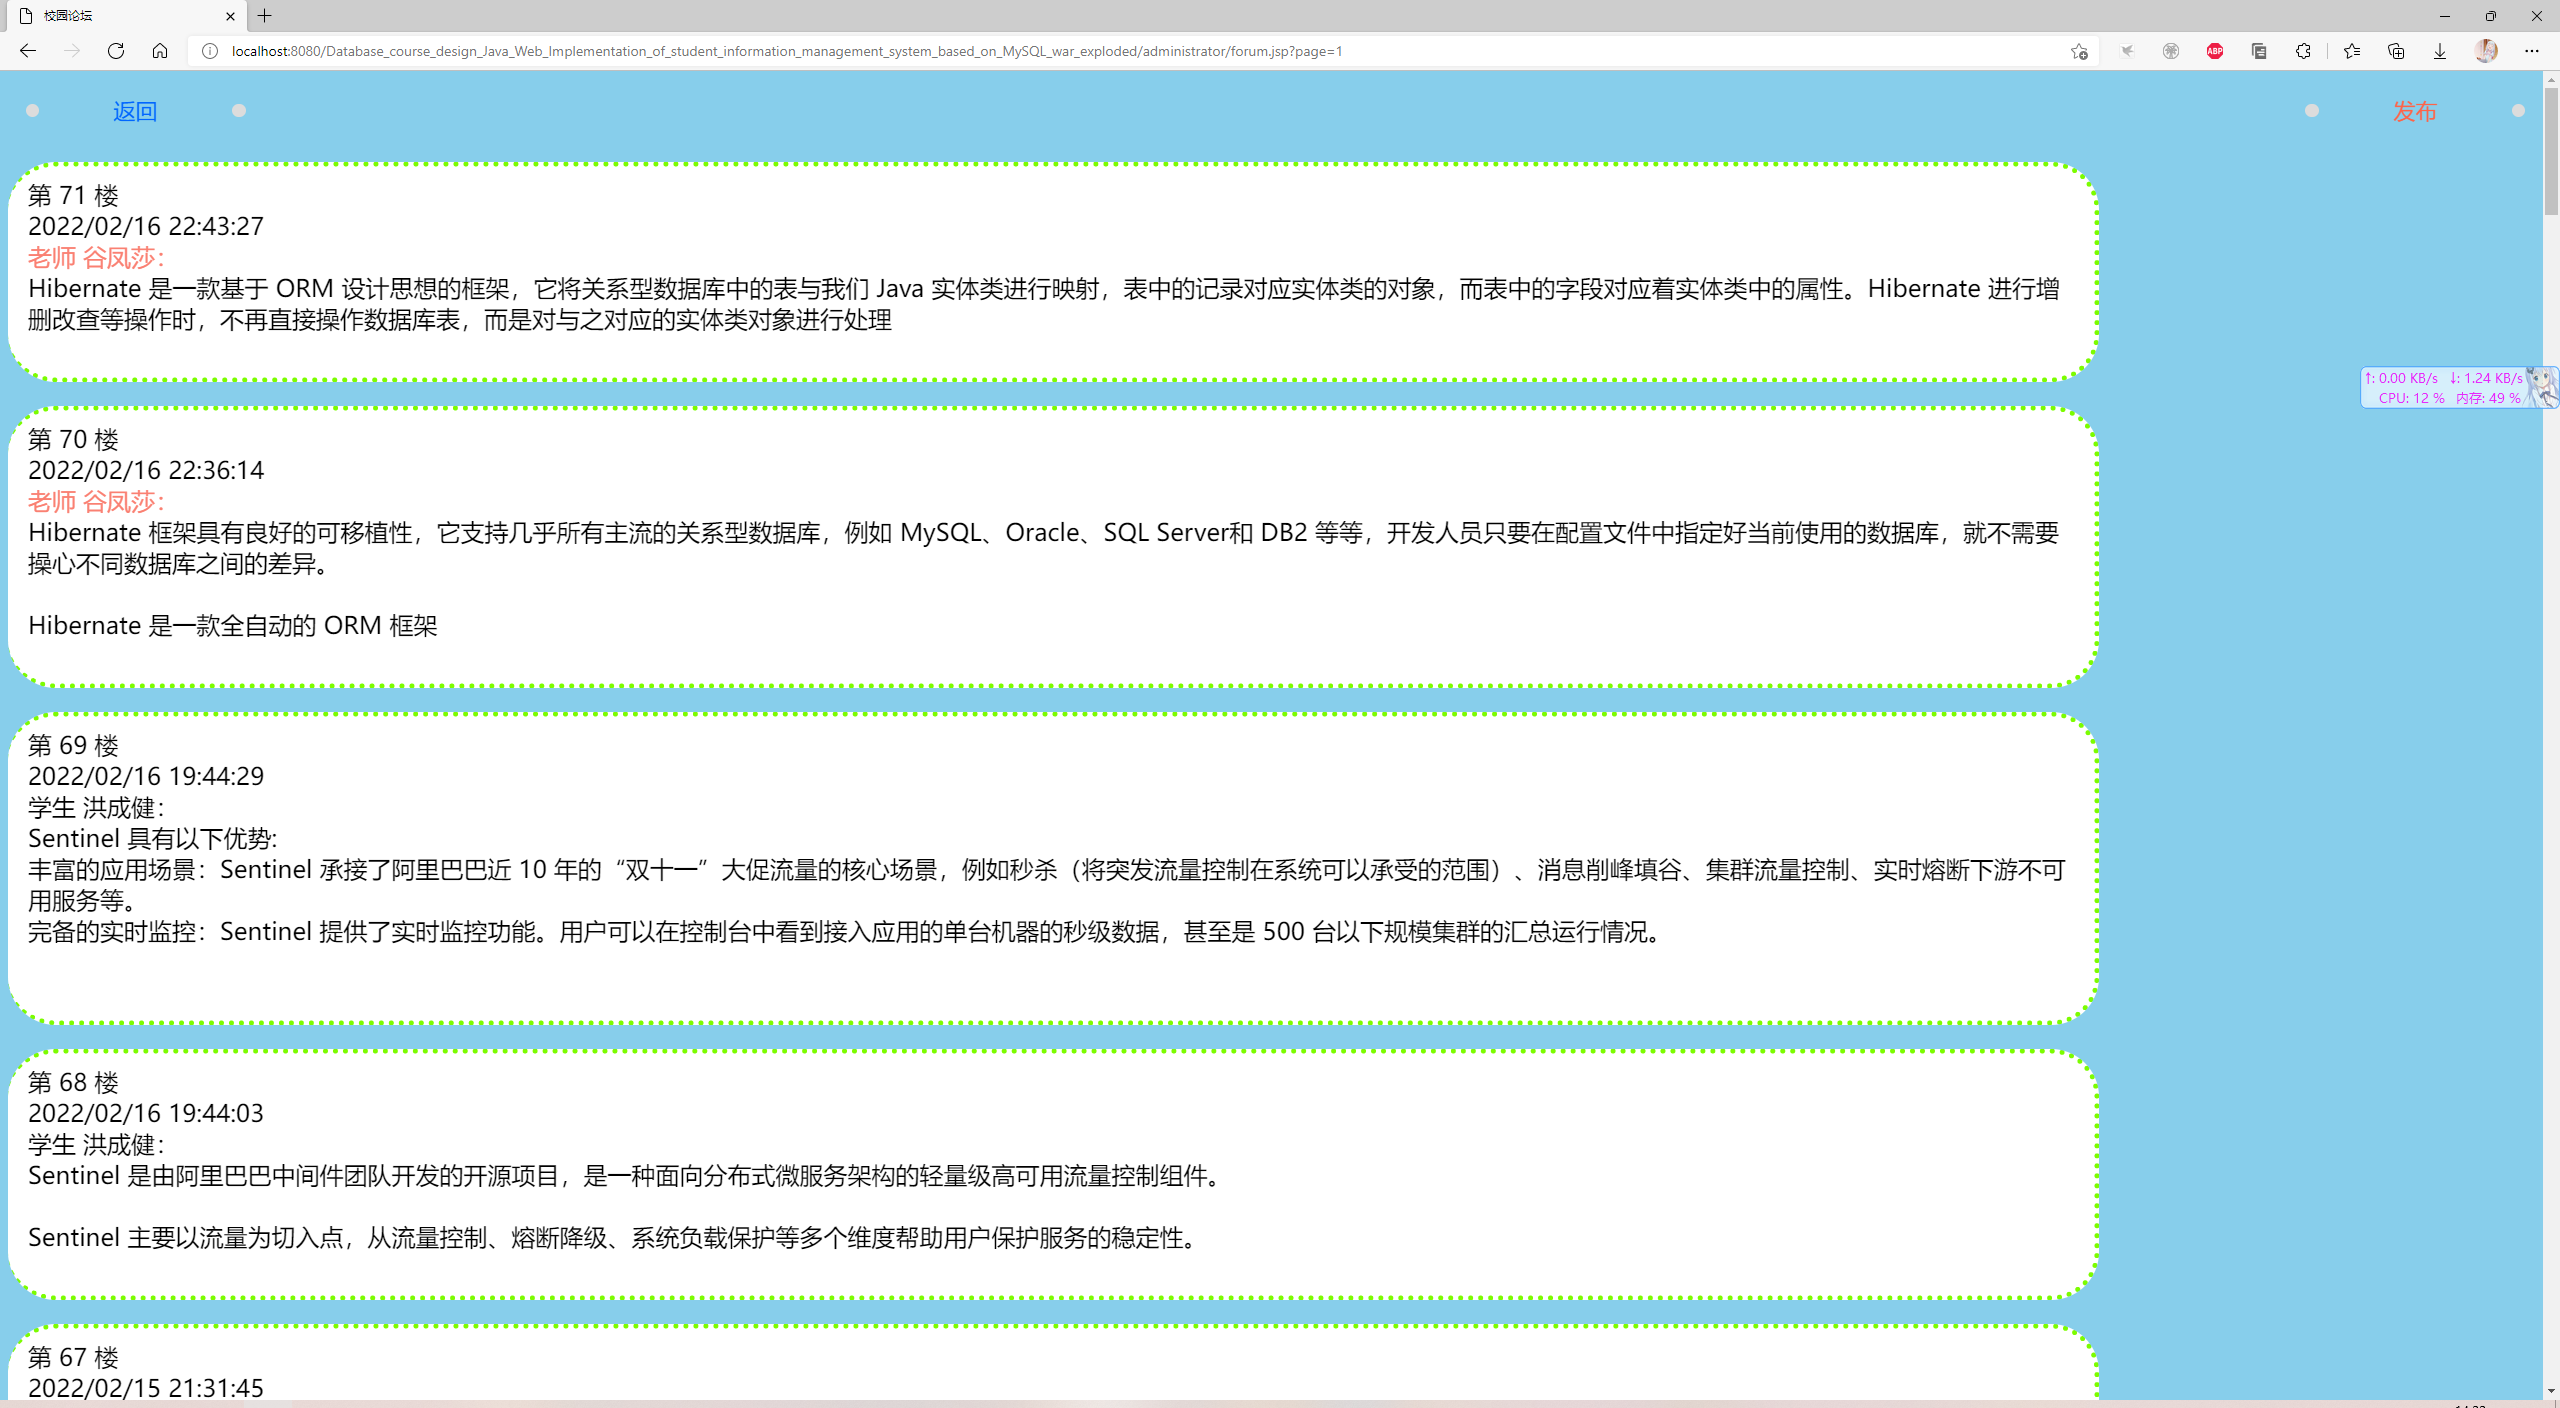 校园论坛
localhost:8080/Database_course_design_Java_Web_Implementation_of_student_information_management_system_based_on_MySQL_war_exploded/administrator/forum.jsp?page=1
ABP
返回
发布
第 71 楼
2022/02/16 22:43:27
老师 谷凤莎：
Hibernate 是一款基于 ORM 设计思想的框架，它将关系型数据库中的表与我们 Java 实体类进行映射，表中的记录对应实体类的对象，而表中的字段对应着实体类中的属性。Hibernate 进行增
删改查等操作时，不再直接操作数据库表，而是对与之对应的实体类对象进行处理
↑: 0.00 KB/s ↓: 1.24 KB/s
CPU: 12 % 内存: 49 %
第 70 楼
2022/02/16 22:36:14
老师 谷凤莎：
Hibernate 框架具有良好的可移植性，它支持几乎所有主流的关系型数据库，例如 MySQL、Oracle、SQL Server和 DB2 等等，开发人员只要在配置文件中指定好当前使用的数据库，就不需要
操心不同数据库之间的差异。
Hibernate 是一款全自动的 ORM 框架
第 69 楼
2022/02/16 19:44:29
学生 洪成健：
Sentinel 具有以下优势:
丰富的应用场景：Sentinel 承接了阿里巴巴近 10 年的“双十一”大促流量的核心场景，例如秒杀（将突发流量控制在系统可以承受的范围）、消息削峰填谷、集群流量控制、实时熔断下游不可
用服务等。
完备的实时监控：Sentinel 提供了实时监控功能。用户可以在控制台中看到接入应用的单台机器的秒级数据，甚至是 500 台以下规模集群的汇总运行情况。
第 68 楼
2022/02/16 19:44:03
学生 洪成健：
Sentinel 是由阿里巴巴中间件团队开发的开源项目，是一种面向分布式微服务架构的轻量级高可用流量控制组件。
Sentinel 主要以流量为切入点，从流量控制、熔断降级、系统负载保护等多个维度帮助用户保护服务的稳定性。
第 67 楼
2022/02/15 21:31:45